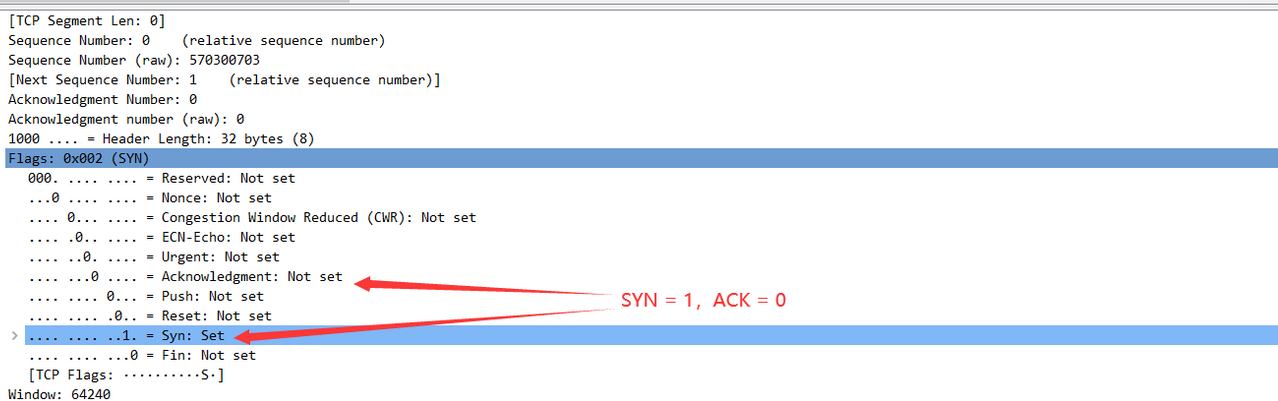 [TCP Segment Len: 0]
Sequence Number: 0    (relative sequence number)
Sequence Number (raw): 570300703
[Next Sequence Number: 1    (relative sequence number)]
Acknowledgment Number: 0
Acknowledgment number (raw): 0
1000 .... = Header Length: 32 bytes (8)
Flags: 0x002 (SYN)
000. .... .... = Reserved: Not set
...0 .... .... = Nonce: Not set
.... 0... .... = Congestion Window Reduced (CWR): Not set
.... .0.. .... = ECN-Echo: Not set
.... ..0. .... = Urgent: Not set
.... ...0 .... = Acknowledgment: Not set
.... .... 0... = Push: Not set
SYN = 1，ACK = 0
.... .... .0.. = Reset: Not set
.... .... ..1. = Syn: Set
.... .... ...0 = Fin: Not set
[TCP Flags: ··········S·]
Window: 64240